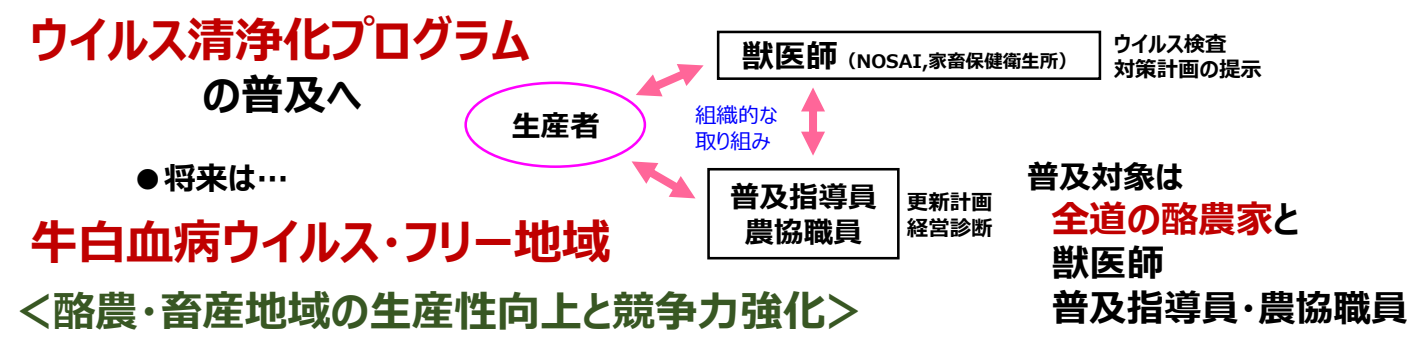 ウイルス清浄化プログラム
の普及へ
獣医師（NOSAI,家畜保健衛生所）
ウイルス検査
対策計画の提示
生産者
組織的な
取り組み
●将来は…
普及指導員
農協職員
更新計画
経営診断
牛白血病ウイルス・フリー地域
＜酪農・畜産地域の生産性向上と競争力強化＞
普及対象は
全道の酪農家と
獣医師
普及指導員・農協職員